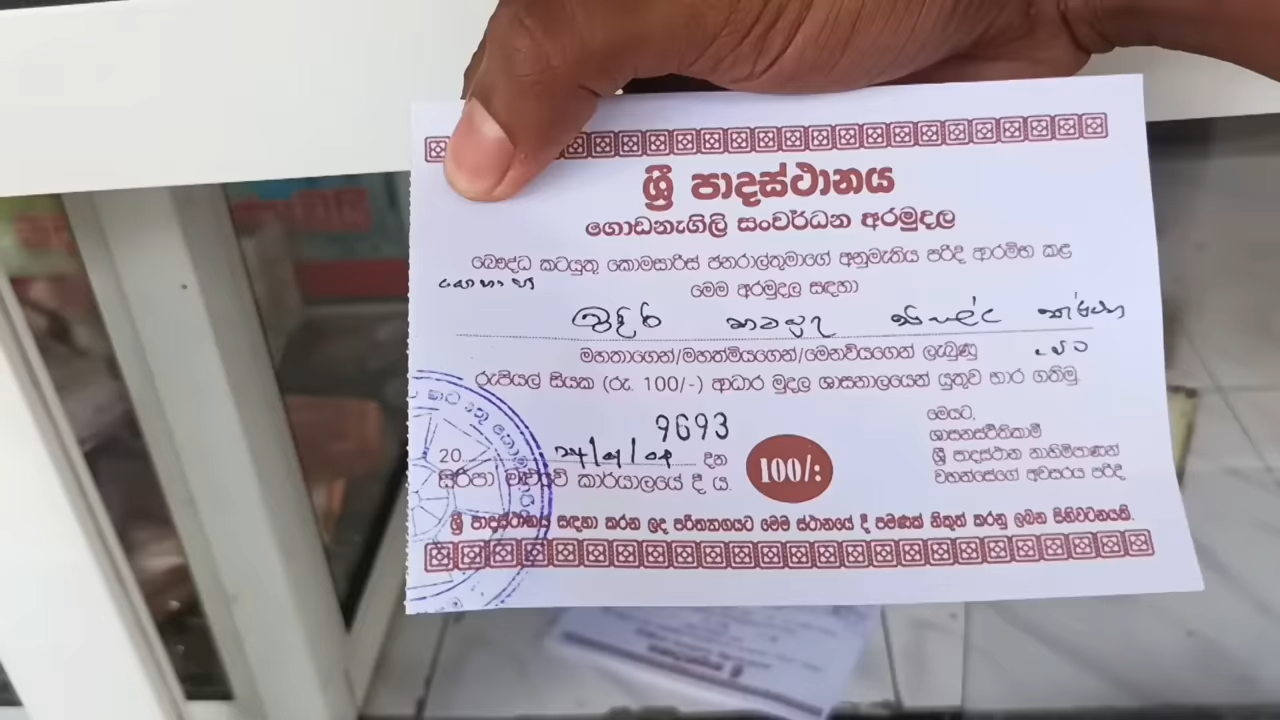 ශ්‍රී පාදස්ථානය
ගොඩනැගිලි සංවර්ධන අරමුදල
බෞද්ධ කටයුතු කොමසාරිස් ජනරාල්තුමාගේ අනුමැතිය පරිදි ආරම්භ කළ
මෙම අරමුදල සඳහා
මහතාගෙන්/මහත්මියගෙන්/මෙනවියගෙන් ලැබුණු
රුපියල් සියක (රු. 100/-) ආධාර මුදල ශාසනාලයෙන් යුතුව භාර ගතිමු.
9693
20 දින
සිරිපා මළුවේ කාර්යාලයේ දී ය.
100/:
මෙයට,
ශාසනස්ථිතිකාමී
ශ්‍රී පාදස්ථාන නාහිමිපාණන්
වහන්සේගේ අවසරය පරිදි
ශ්‍රී පාදස්ථානය සඳහා කරන ලද පරිත්‍යාගයට මෙම ස්ථානයේ දී පමණක් නිකුත් කරනු ලබන සිහිවටනයකි.